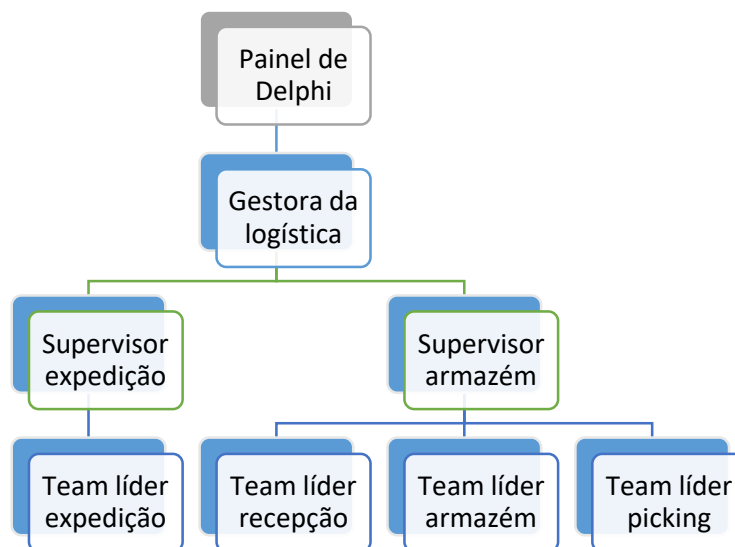 Painel de
Delphi
Gestora da
logística
Supervisor
expedição
Supervisor
armazém
Team líder
expedição
Team líder
recepção
Team líder
armazém
Team líder
picking